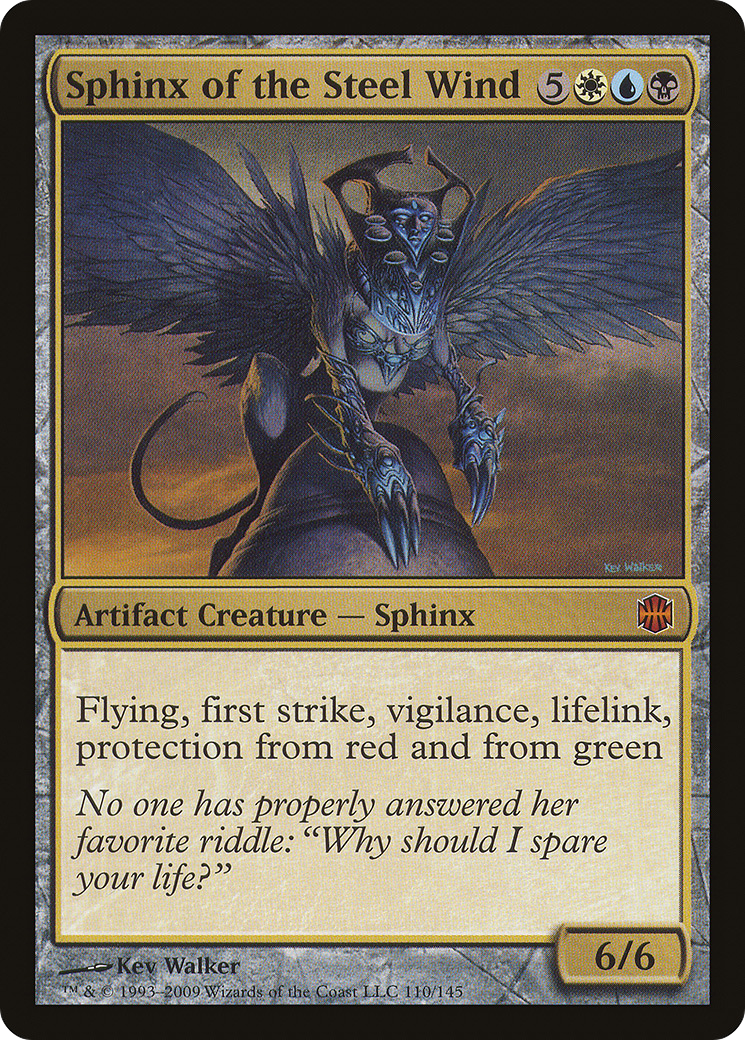 Sphinx of the Steel Wind 5
KEV WALKER
Artifact Creature — Sphinx
Flying, first strike, vigilance, lifelink,
protection from red and from green
No one has properly answered her
favorite riddle: “Why should I spare
your life?”
6/6
Kev Walker
™ & © 1993–2009 Wizards of the Coast LLC 110/145